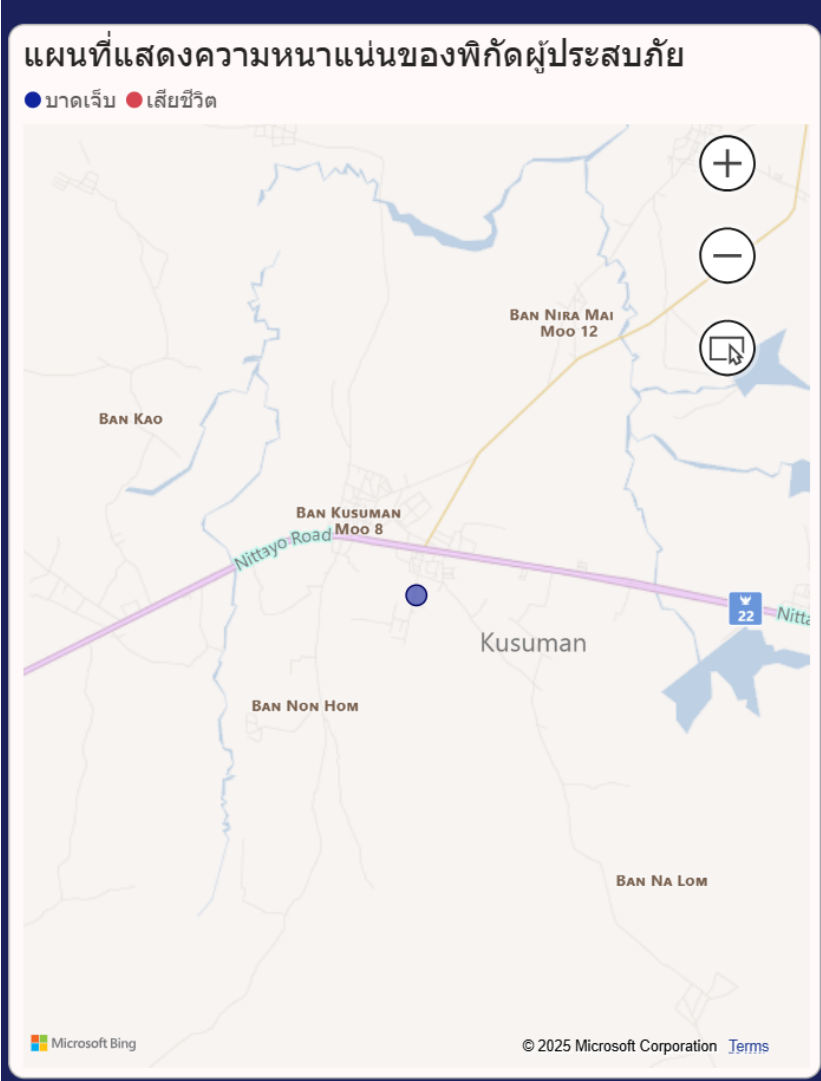 แผนที่แสดงความหนาแน่นของพิกัดผู้ประสบภัย
บาดเจ็บ เสียชีวิต
BAN NIRA MAI
MOO 12
BAN KAO
BAN KUSUMAN
MOO 8
Nittayo Road
22
Nitta
Kusuman
BAN NON HOM
BAN NA LOM
Microsoft Bing
© 2025 Microsoft Corporation Terms